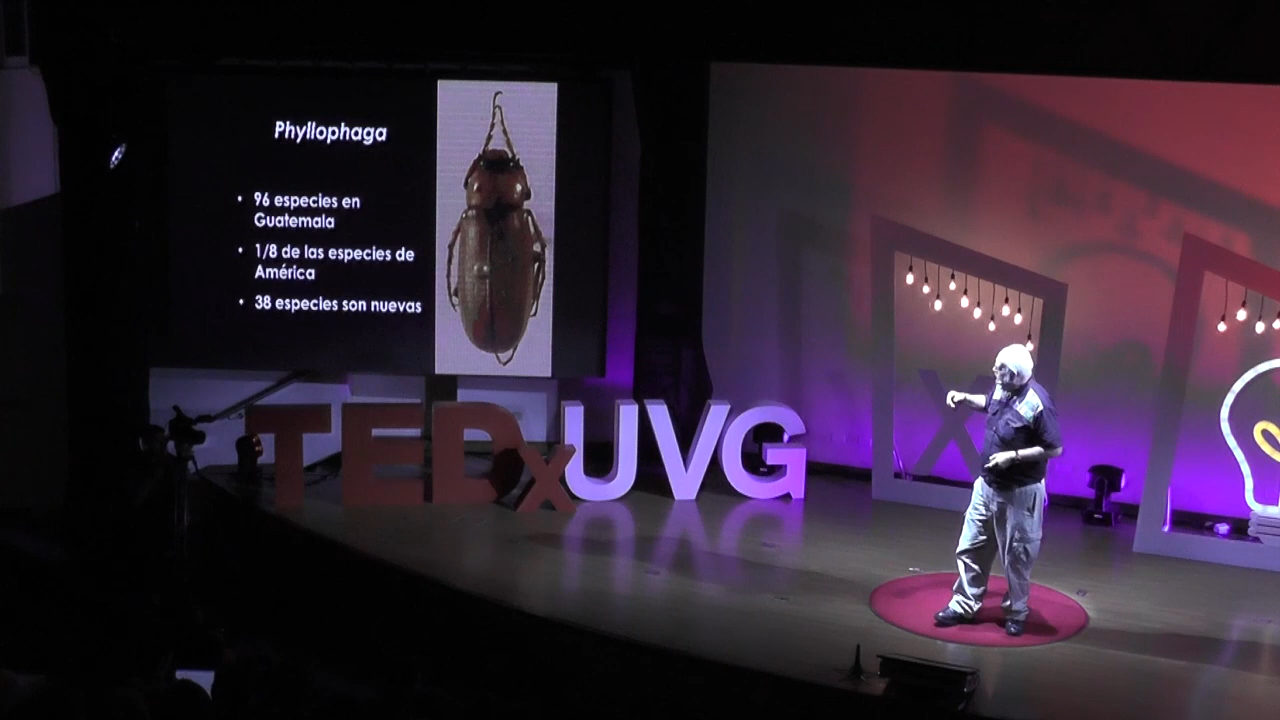 Phyllophaga
• 96 especies en
Guatemala
• 1/8 de las especies de
América
• 38 especies son nuevas
TEDxUVG
X